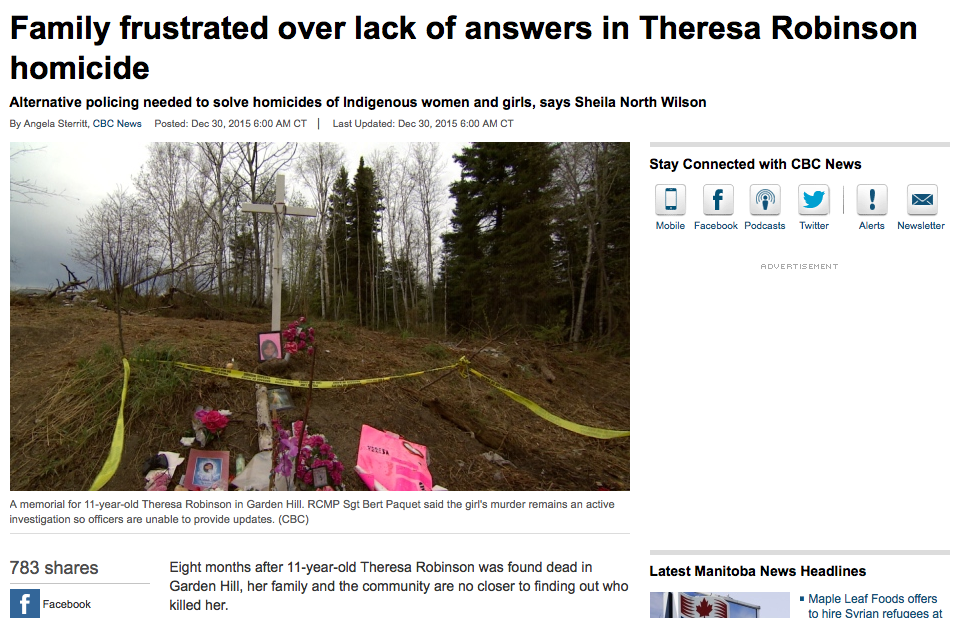 Family frustrated over lack of answers in Theresa Robinson
homicide
Alternative policing needed to solve homicides of Indigenous women and girls, says Sheila North Wilson
By Angela Sterritt, CBC News Posted: Dec 30, 2015 6:00 AM CT | Last Updated: Dec 30, 2015 6:00 AM CT
A memorial for 11-year-old Theresa Robinson in Garden Hill. RCMP Sgt Bert Paquet said the girl's murder remains an active
investigation so officers are unable to provide updates. (CBC)
783 shares
Facebook
Eight months after 11-year-old Theresa Robinson was found dead in
Garden Hill, her family and the community are no closer to finding out who
killed her.
Stay Connected with CBC News
Mobile Facebook Podcasts Twitter Alerts Newsletter
ADVERTISEMENT
Latest Manitoba News Headlines
Maple Leaf Foods offers
to hire Syrian refugees at